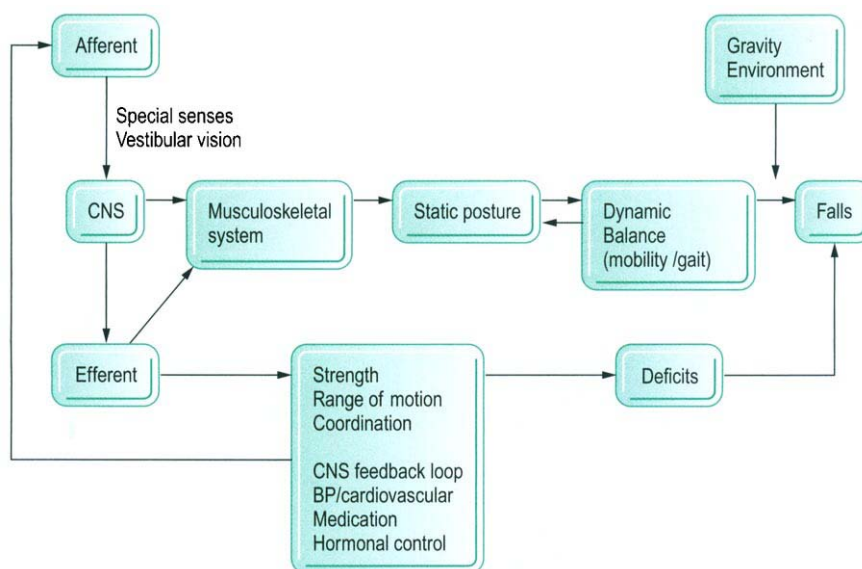 Afferent
Gravity
Environment
Special senses
Vestibular vision
CNS
Musculoskeletal
system
Static posture
Dynamic
Balance
(mobility /gait)
Falls
Efferent
Strength
Range of motion
Coordination
CNS feedback loop
BP/cardiovascular
Medication
Hormonal control
Deficits